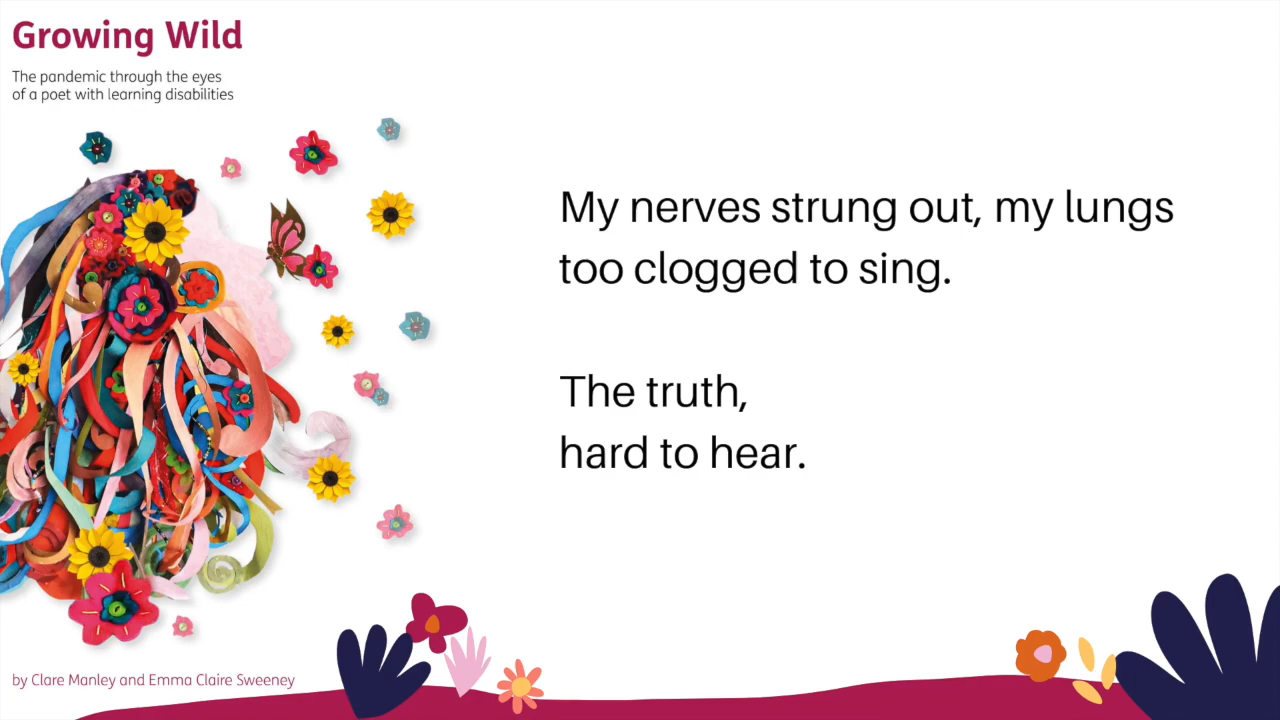 Growing Wild
The pandemic through the eyes
of a poet with learning disabilities
My nerves strung out, my lungs
too clogged to sing.
The truth,
hard to hear.
by Clare Manley and Emma Claire Sweeney